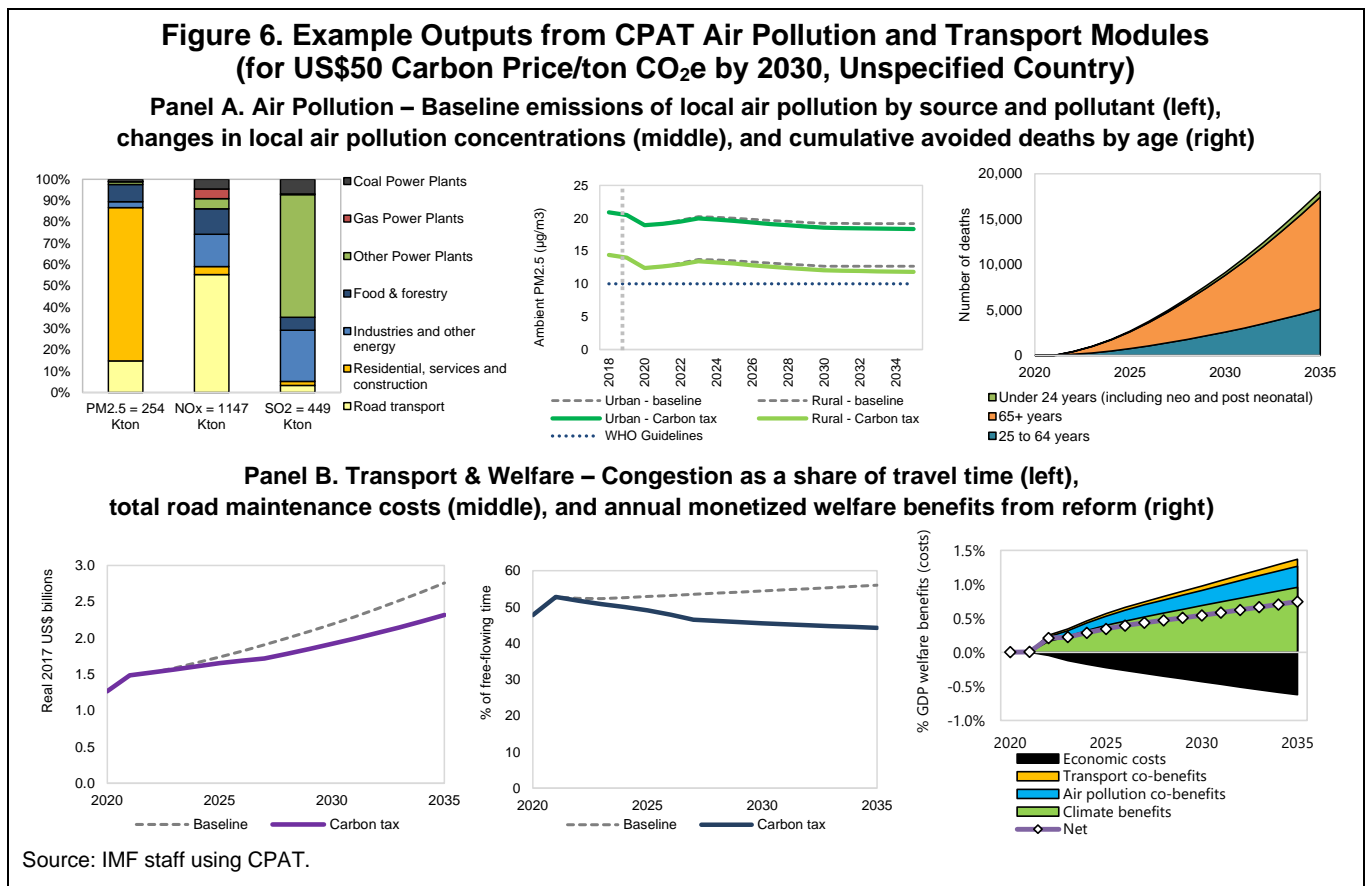 Figure 6. Example Outputs from CPAT Air Pollution and Transport Modules
(for US$50 Carbon Price/ton CO₂e by 2030, Unspecified Country)
Panel A. Air Pollution – Baseline emissions of local air pollution by source and pollutant (left),
changes in local air pollution concentrations (middle), and cumulative avoided deaths by age (right)
100%
90%
80%
70%
60%
50%
40%
30%
20%
10%
0%
PM2.5 = 254
Kton
NOx = 1147
Kton
SO2 = 449
Kton
Coal Power Plants
Gas Power Plants
Other Power Plants
Food & forestry
Industries and other
energy
Residential, services and
construction
Road transport
Ambient PM2.5 (µg/m3)
25
20
15
10
5
0
2018
2020
2022
2024
2026
2028
2030
2032
2034
Urban - baseline
Rural - baseline
Urban - Carbon tax
Rural - Carbon tax
WHO Guidelines
Number of deaths
20,000
15,000
10,000
5,000
0
2020
2025
2030
2035
Under 24 years (including neo and post neonatal)
65+ years
25 to 64 years
Panel B. Transport & Welfare – Congestion as a share of travel time (left),
total road maintenance costs (middle), and annual monetized welfare benefits from reform (right)
Real 2017 US$ billions
3.0
2.5
2.0
1.5
1.0
0.5
0.0
2020
2025
2030
2035
Baseline
Carbon tax
% of free-flowing time
60
50
40
30
20
10
0
2020
2025
2030
2035
Baseline
Carbon tax
% GDP welfare benefits (costs)
1.5%
1.0%
0.5%
0.0%
-0.5%
-1.0%
2020
2025
2030
2035
Economic costs
Transport co-benefits
Air pollution co-benefits
Climate benefits
Net
Source: IMF staff using CPAT.